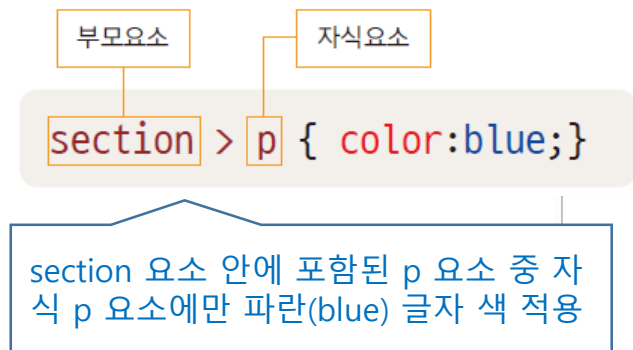 부모요소 자식요소
section > p { color:blue;}
section 요소 안에 포함된 p 요소 중 자
식 p 요소에만 파란(blue) 글자 색 적용